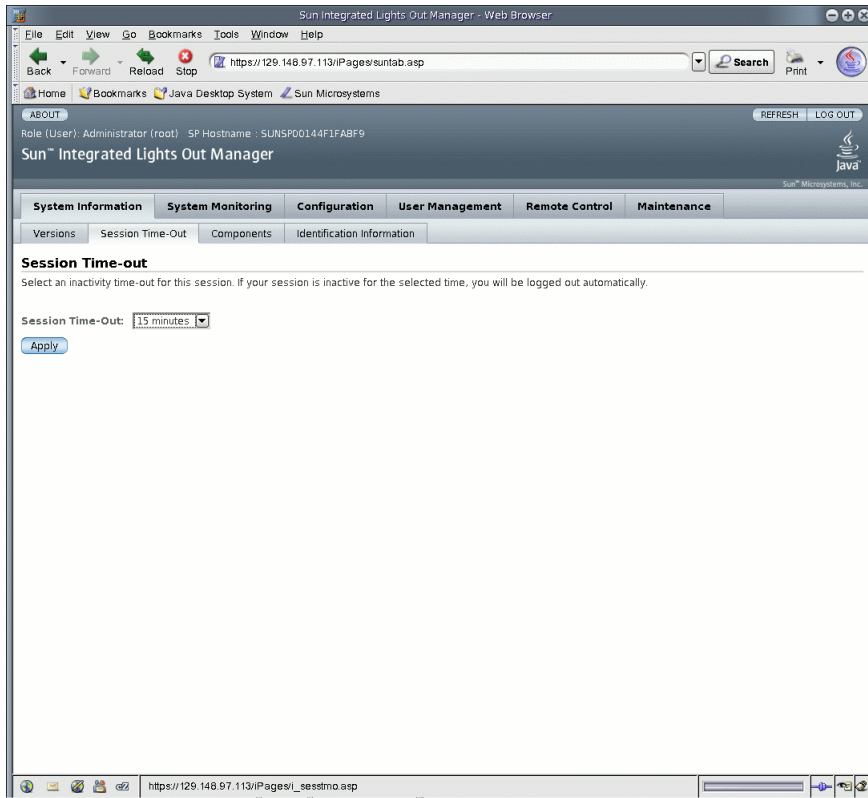 Sun Integrated Lights Out Manager - Web Browser
File Edit View Go Bookmarks Tools Window Help
Back Forward Reload Stop https://129.148.97.113/iPages/suntab.asp Search Print
Home Bookmarks Java Desktop System Sun Microsystems
ABOUT REFRESH LOG OUT
Role (User): Administrator (root) SP Hostname : SUNSP00144F1FABF9
Sun™ Integrated Lights Out Manager
Java™
Sun™ Microsystems, Inc.
System Information System Monitoring Configuration User Management Remote Control Maintenance
Versions Session Time-Out Components Identification Information
Session Time-out
Select an inactivity time-out for this session. If your session is inactive for the selected time, you will be logged out automatically.
Session Time-Out: 15 minutes
Apply
https://129.148.97.113/iPages/i_sesstmo.asp